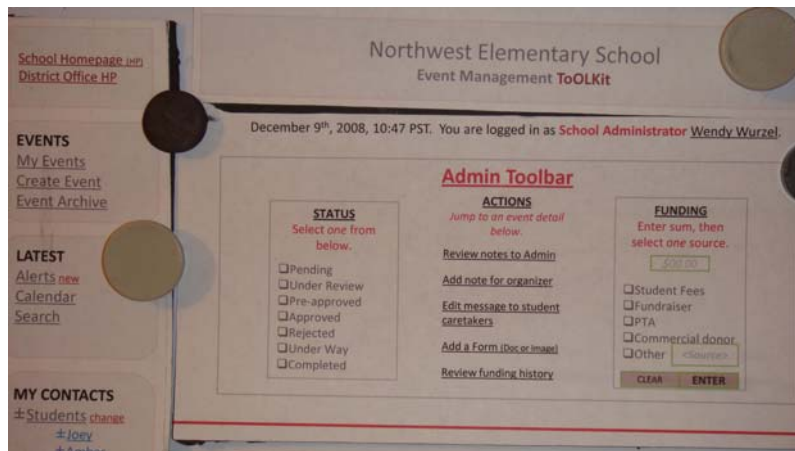 School Homepage (HP)
District Office HP
EVENTS
My Events
Create Event
Event Archive
LATEST
Alerts new
Calendar
Search
MY CONTACTS
±Students change
±Joey
±Amber
Northwest Elementary School
Event Management ToOLKit
December 9th, 2008, 10:47 PST. You are logged in as School Administrator Wendy Wurzel.
Admin Toolbar
STATUS
Select one from
below.
❑Pending
❑Under Review
❑Pre-approved
❑Approved
❑Rejected
❑Under Way
❑Completed
ACTIONS
Jump to an event detail
below.
Review notes to Admin
Add note for organizer
Edit message to student
caretakers
Add a Form (Doc or Image)
Review funding history
FUNDING
Enter sum, then
select one source.
$00.00
❑Student Fees
❑Fundraiser
❑PTA
❑Commercial donor
❑Other <Source>
CLEAR ENTER